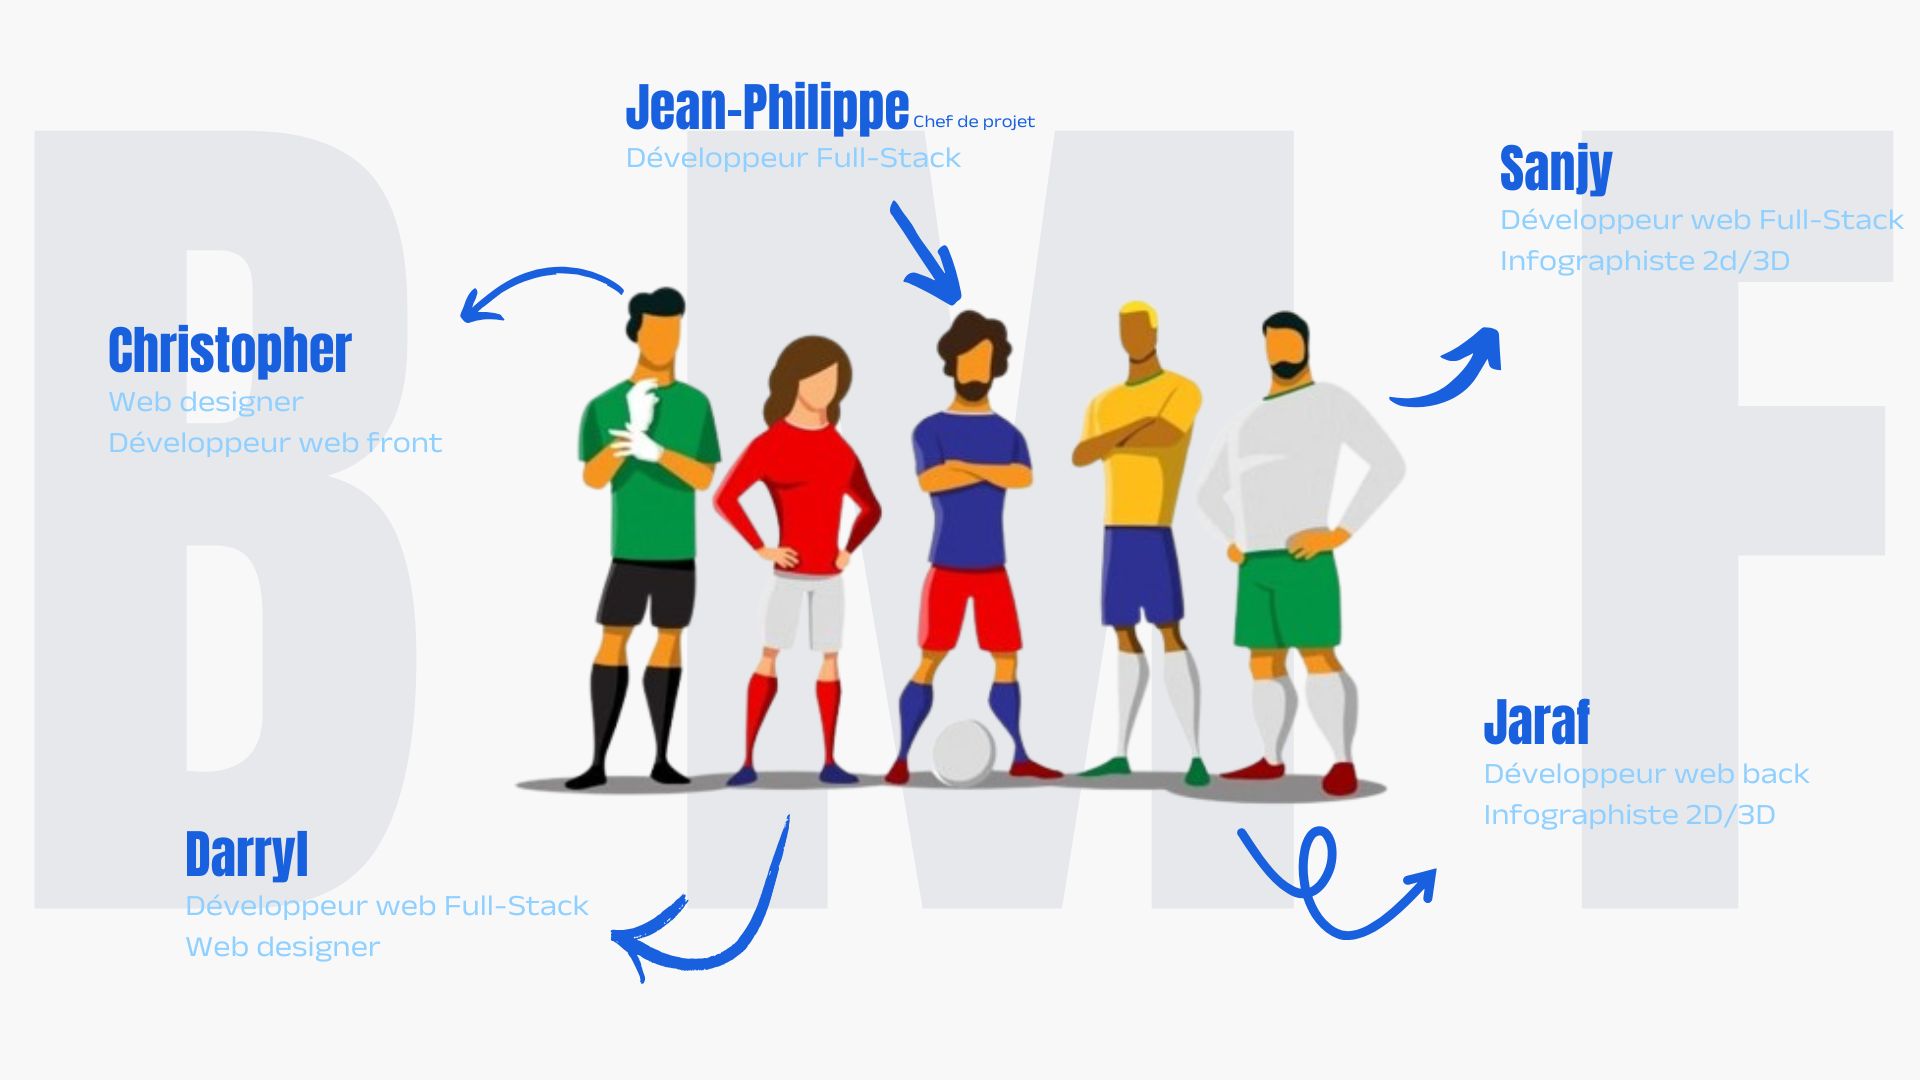 BMF
Jean-Philippe Chef de projet
Développeur Full-Stack
Sanjy
Développeur web Full-Stack
Infographiste 2d/3D
Christopher
Web designer
Développeur web front
Jaraf
Développeur web back
Infographiste 2D/3D
Darryl
Développeur web Full-Stack
Web designer